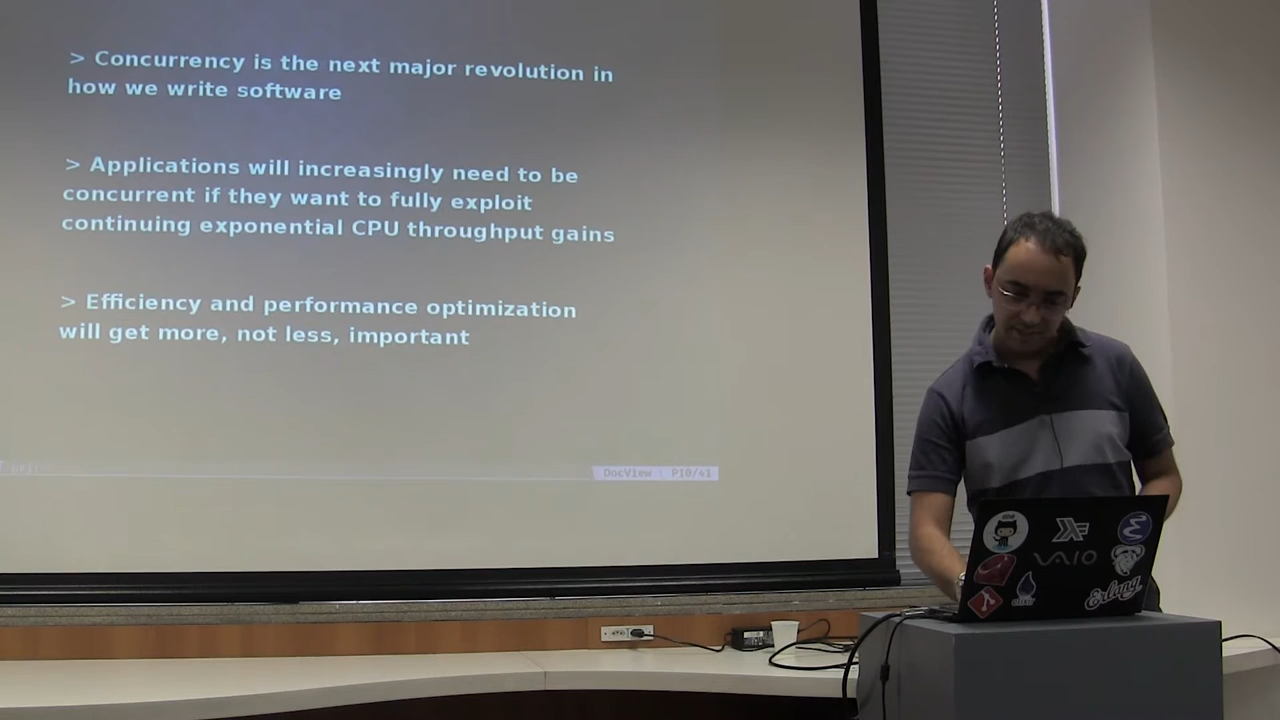 > Concurrency is the next major revolution in
how we write software
> Applications will increasingly need to be
concurrent if they want to fully exploit
continuing exponential CPU throughput gains
> Efficiency and performance optimization
will get more, not less, important
DocView
P10/41
VAIO
elixir
Erlang